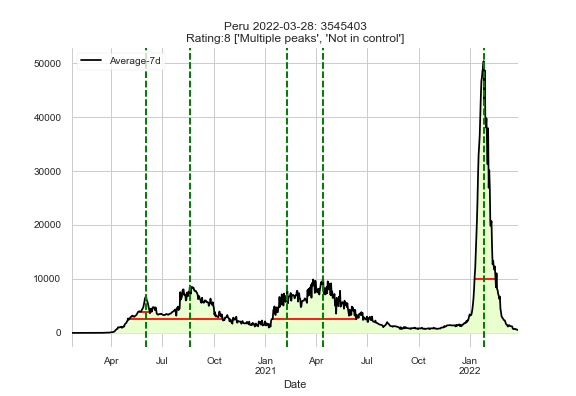 Peru 2022-03-28: 3545403
Rating:8 ['Multiple peaks', 'Not in control']
Average-7d
50000
40000
30000
20000
10000
0
Apr Jul Oct Jan Apr Jul Oct Jan
2021 2022
Date